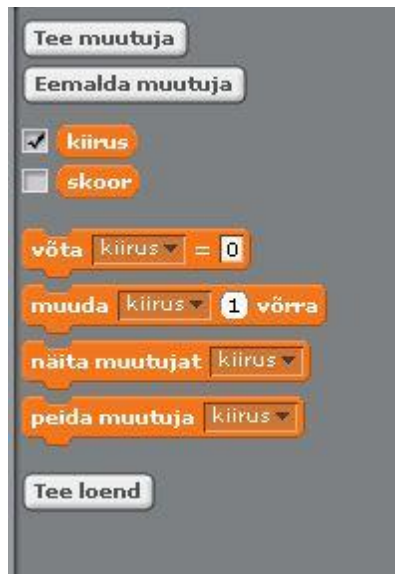 Tee muutuja
Eemalda muutuja
kiirus
skoor
võta kiirus = 0
muuda kiirus 1 võrra
näita muutujat kiirus
peida muutuja kiirus
Tee loend